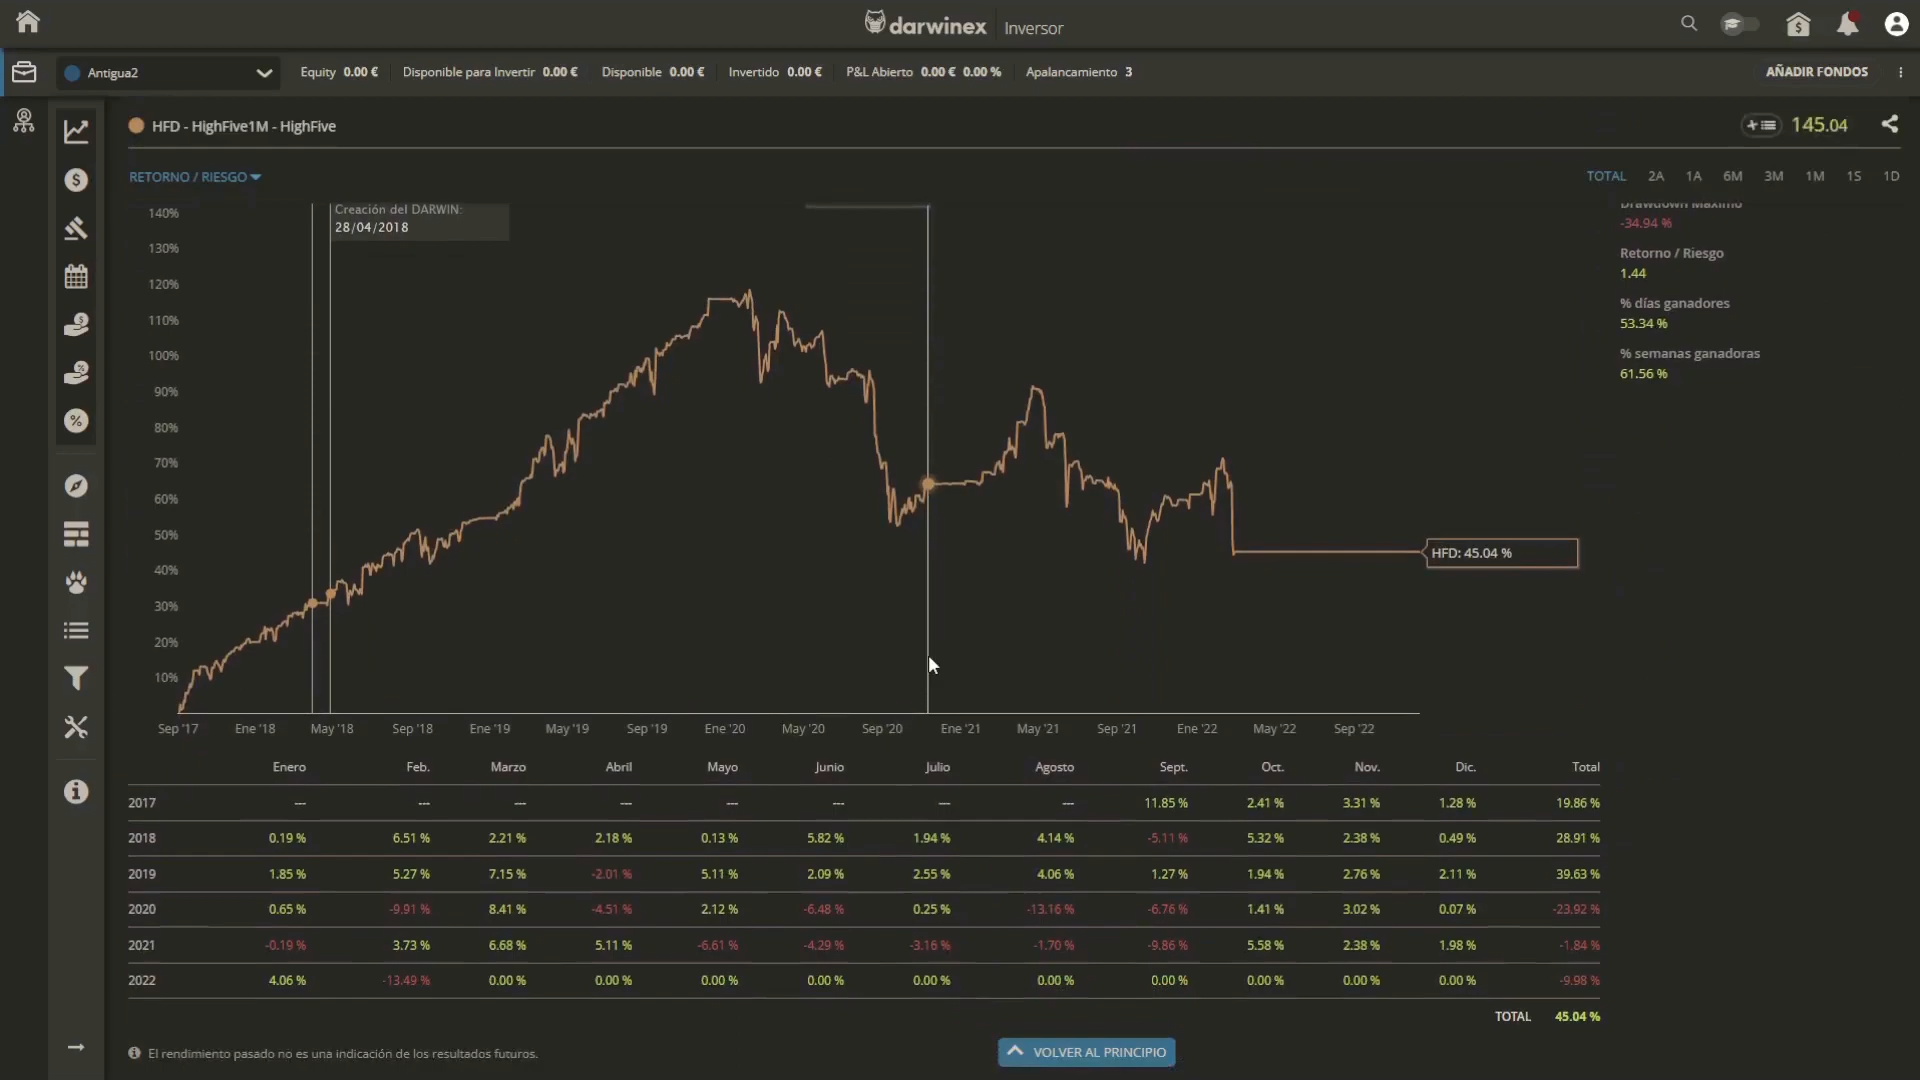 darwinex Inversor
Antigua2 Equity 0.00 € Disponible para Invertir 0.00 € Disponible 0.00 € Invertido 0.00 € P&L Abierto 0.00 € 0.00 % Apalancamiento 3 AÑADIR FONDOS
HFD - HighFive1M - HighFive 145.04
RETORNO / RIESGO TOTAL 2A 1A 6M 3M 1M 1S 1D
Drawdown Máximo
-34.94 %
Retorno / Riesgo
1.44
% días ganadores
53.34 %
% semanas ganadoras
61.56 %
Creación del DARWIN:
28/04/2018
140%
130%
120%
110%
100%
90%
80%
70%
60%
50%
40%
30%
20%
10%
HFD: 45.04 %
Sep '17 Ene '18 May '18 Sep '18 Ene '19 May '19 Sep '19 Ene '20 May '20 Sep '20 Ene '21 May '21 Sep '21 Ene '22 May '22 Sep '22
Enero Feb. Marzo Abril Mayo Junio Julio Agosto Sept. Oct. Nov. Dic. Total
2017 --- --- --- --- --- --- --- --- 11.85 % 2.41 % 3.31 % 1.28 % 19.86 %
2018 0.19 % 6.51 % 2.21 % 2.18 % 0.13 % 5.82 % 1.94 % 4.14 % -5.11 % 5.32 % 2.38 % 0.49 % 28.91 %
2019 1.85 % 5.27 % 7.15 % -2.01 % 5.11 % 2.09 % 2.55 % 4.06 % 1.27 % 1.94 % 2.76 % 2.11 % 39.63 %
2020 0.65 % -9.91 % 8.41 % -4.51 % 2.12 % -6.48 % 0.25 % -13.16 % -6.76 % 1.41 % 3.02 % 0.07 % -23.92 %
2021 -0.19 % 3.73 % 6.68 % 5.11 % -6.61 % -4.29 % -3.16 % -1.70 % -9.86 % 5.58 % 2.38 % 1.98 % -1.84 %
2022 4.06 % -13.49 % 0.00 % 0.00 % 0.00 % 0.00 % 0.00 % 0.00 % 0.00 % 0.00 % 0.00 % 0.00 % -9.98 %
TOTAL 45.04 %
El rendimiento pasado no es una indicación de los resultados futuros.
VOLVER AL PRINCIPIO